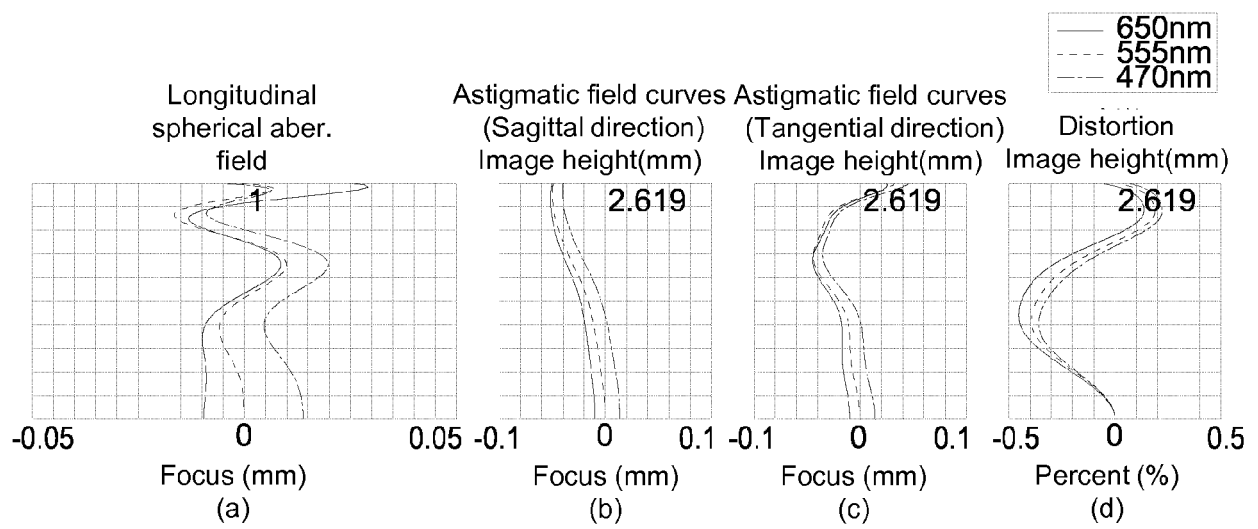 650nm
555nm
470nm
Longitudinal
spherical aber.
field
1
-0.05
0
0.05
Focus (mm)
(a)
Astigmatic field curves
(Sagittal direction)
Image height(mm)
2.619
-0.1
0
0.1
Focus (mm)
(b)
Astigmatic field curves
(Tangential direction)
Image height(mm)
2.619
-0.1
0
0.1
Focus (mm)
(c)
Distortion
Image height(mm)
2.619
-0.5
0
0.5
Percent (%)
(d)